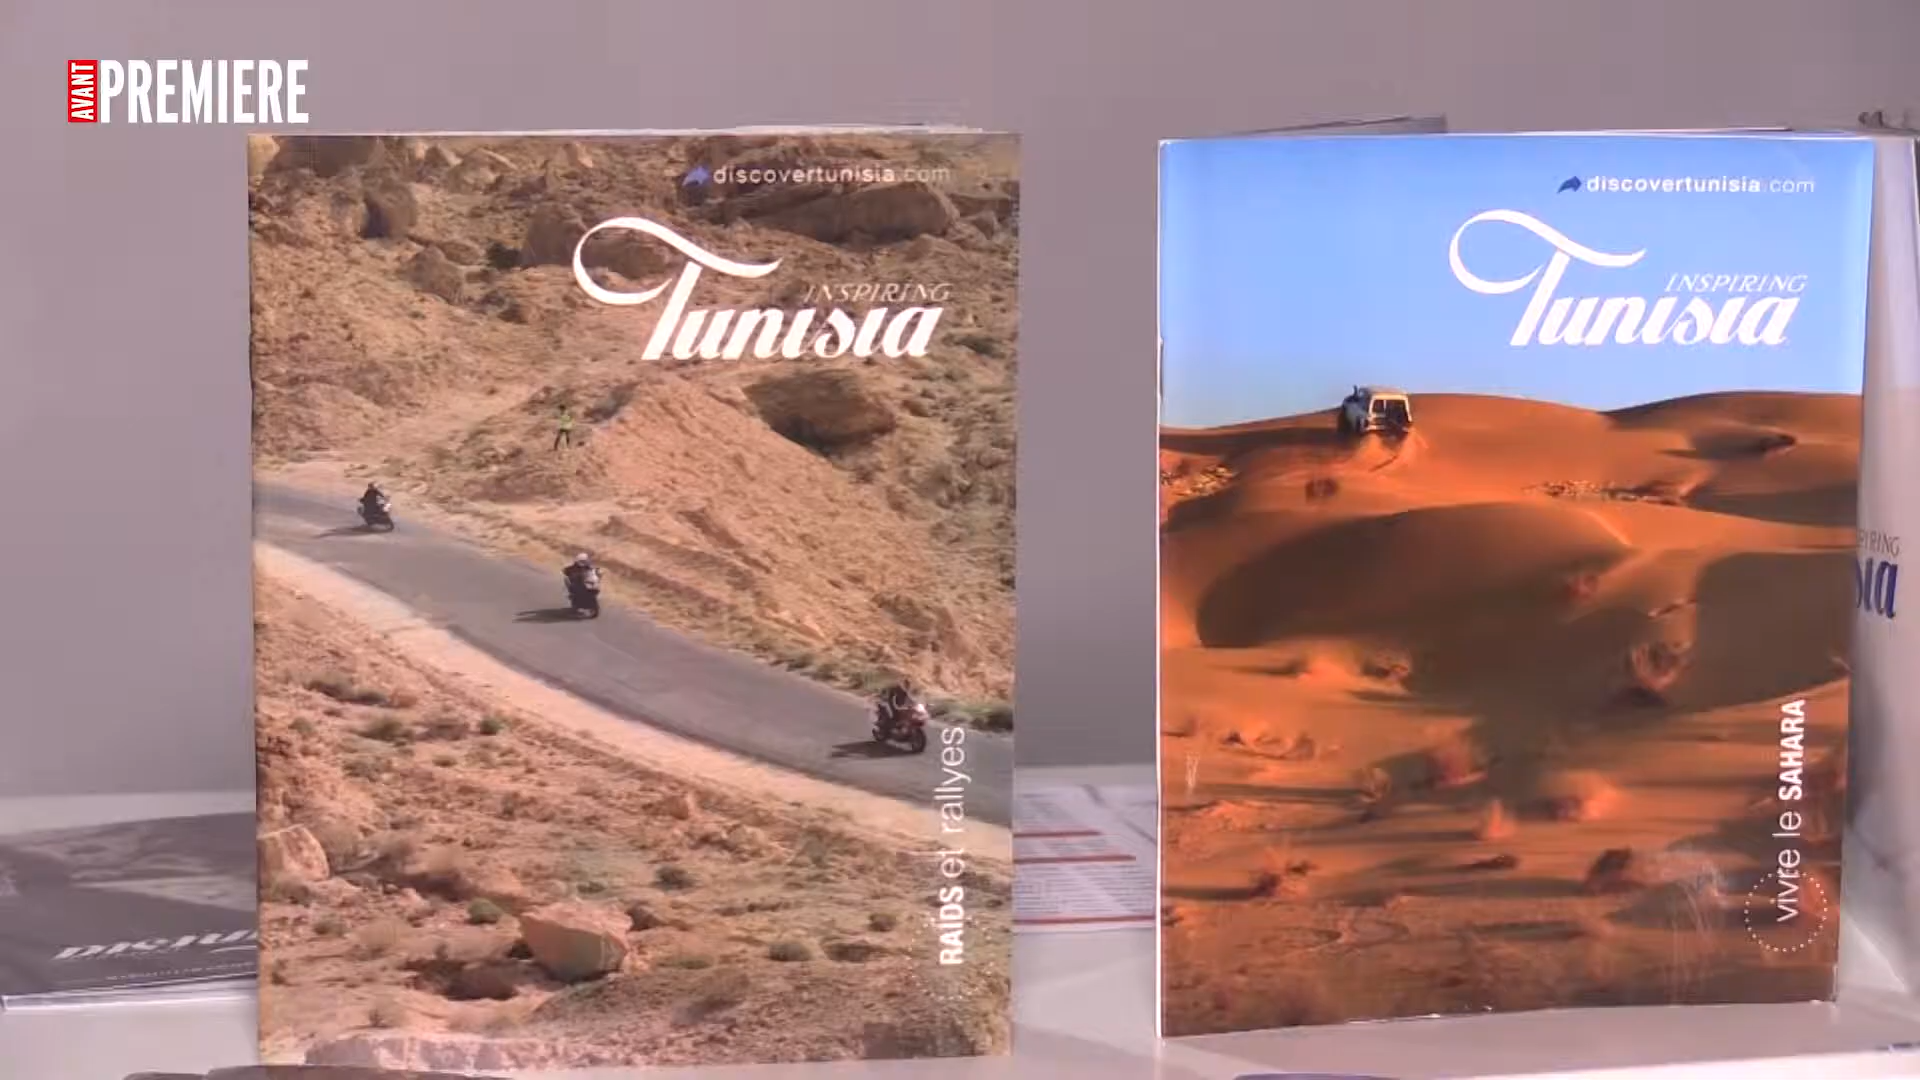 AVANT PREMIERE
discovertunisia.com
INSPIRING
Tunisia
RAIDS et rallyes
discovertunisia.com
INSPIRING
Tunisia
vivre le SAHARA